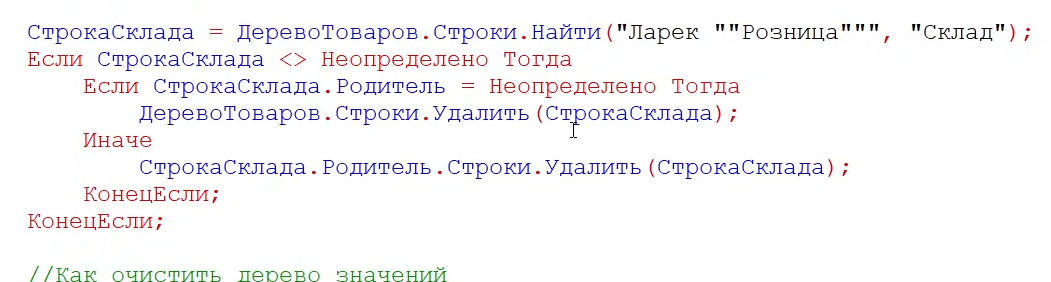 СтрокаСклада = ДеревоТоваров.Строки.Найти("Ларек ""Розница""", "Склад");
Если СтрокаСклада <> Неопределено Тогда
Если СтрокаСклада.Родитель = Неопределено Тогда
ДеревоТоваров.Строки.Удалить(СтрокаСклада);
Иначе
СтрокаСклада.Родитель.Строки.Удалить(СтрокаСклада);
КонецЕсли;
КонецЕсли;
//Как очистить дерево значений